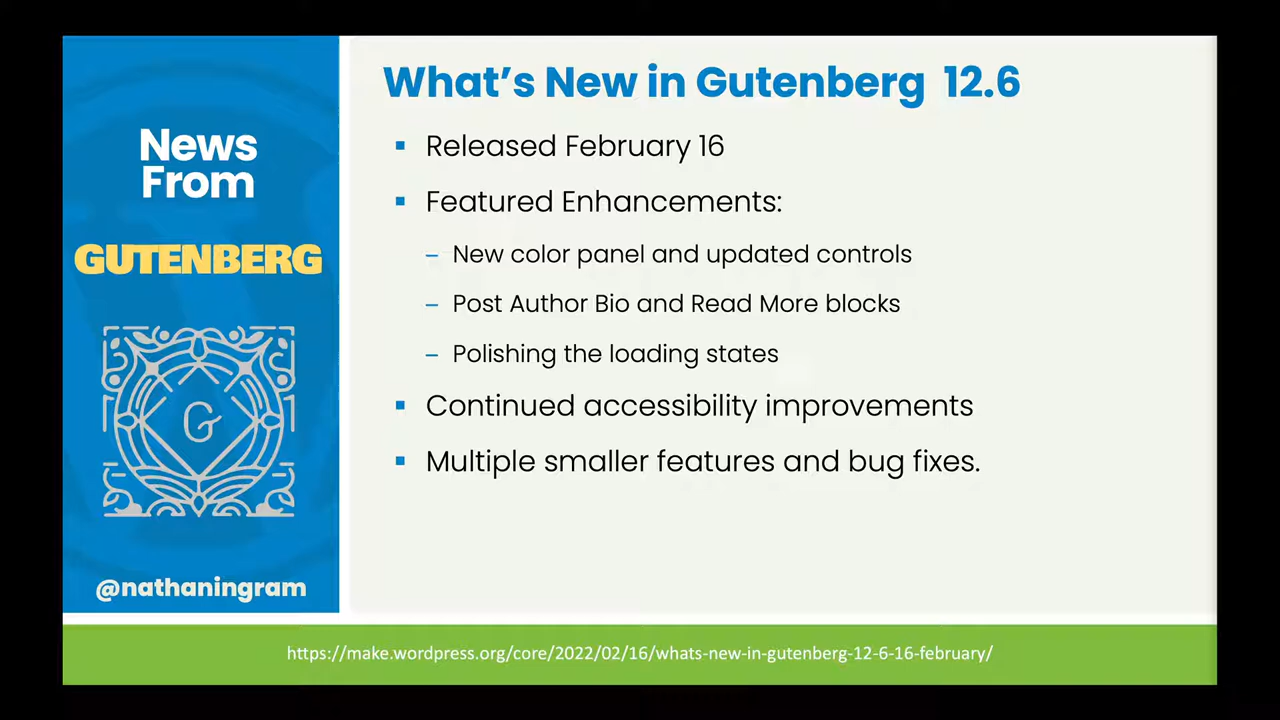 News
From
GUTENBERG
G
@nathaningram
What's New in Gutenberg 12.6
▪ Released February 16
▪ Featured Enhancements:
– New color panel and updated controls
– Post Author Bio and Read More blocks
– Polishing the loading states
▪ Continued accessibility improvements
▪ Multiple smaller features and bug fixes.
https://make.wordpress.org/core/2022/02/16/whats-new-in-gutenberg-12-6-16-february/